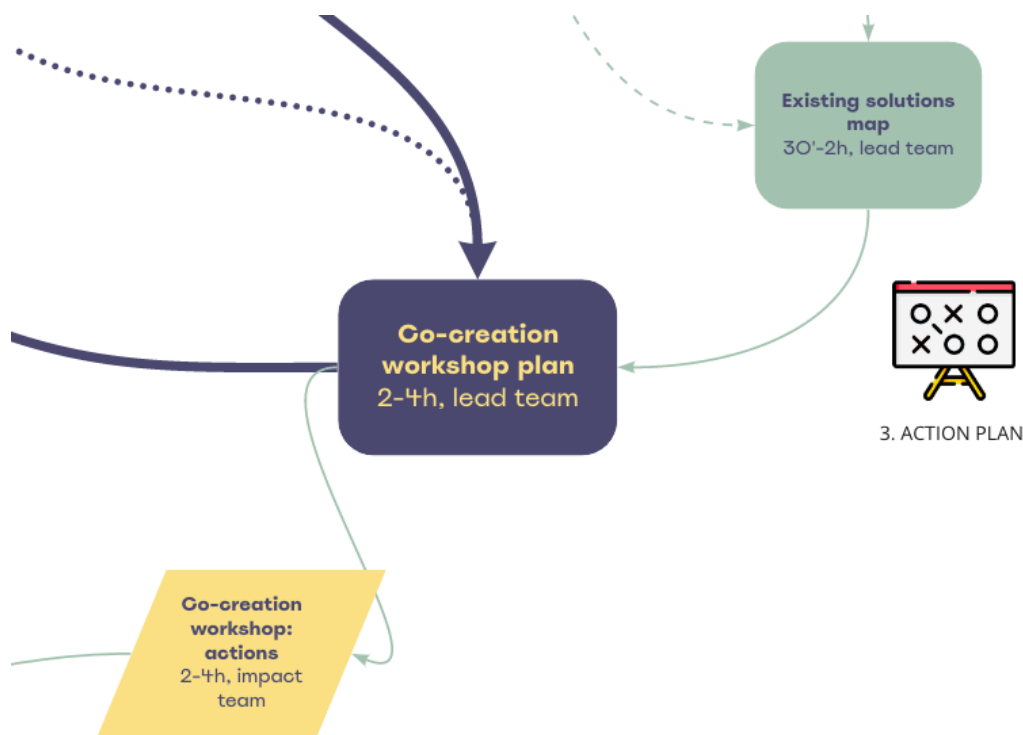 Existing solutions
map
30'-2h, lead team
Co-creation
workshop plan
2-4h, lead team
3. ACTION PLAN
Co-creation
workshop:
actions
2-4h, impact
team